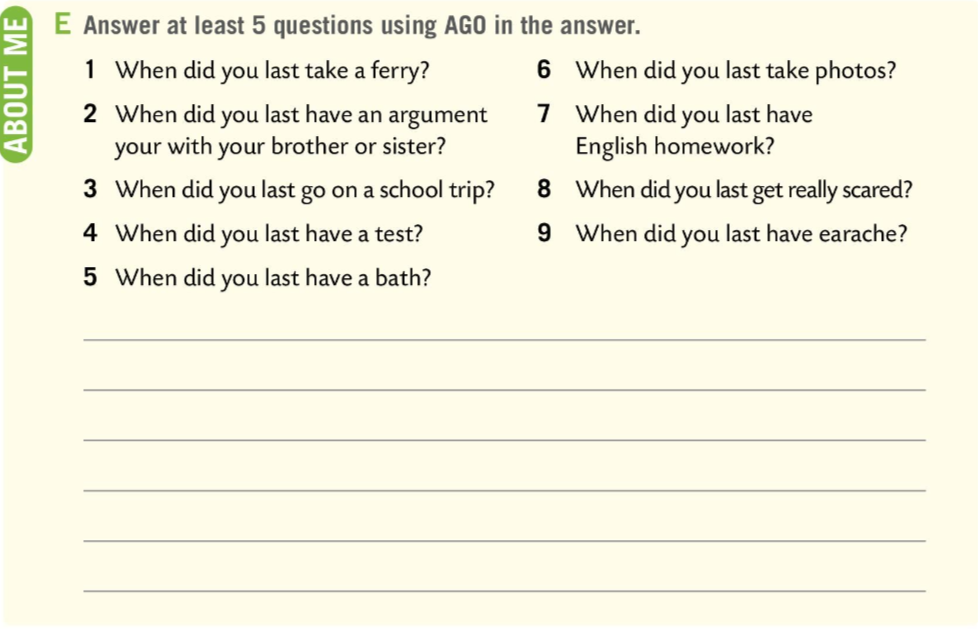 ABOUT ME
E Answer at least 5 questions using AGO in the answer.
1 When did you last take a ferry?
2 When did you last have an argument
your with your brother or sister?
3 When did you last go on a school trip?
4 When did you last have a test?
5 When did you last have a bath?
6 When did you last take photos?
7 When did you last have
English homework?
8 When did you last get really scared?
9 When did you last have earache?